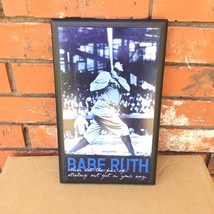 BABE RUTH
never let the fear of
striking out get in your way.